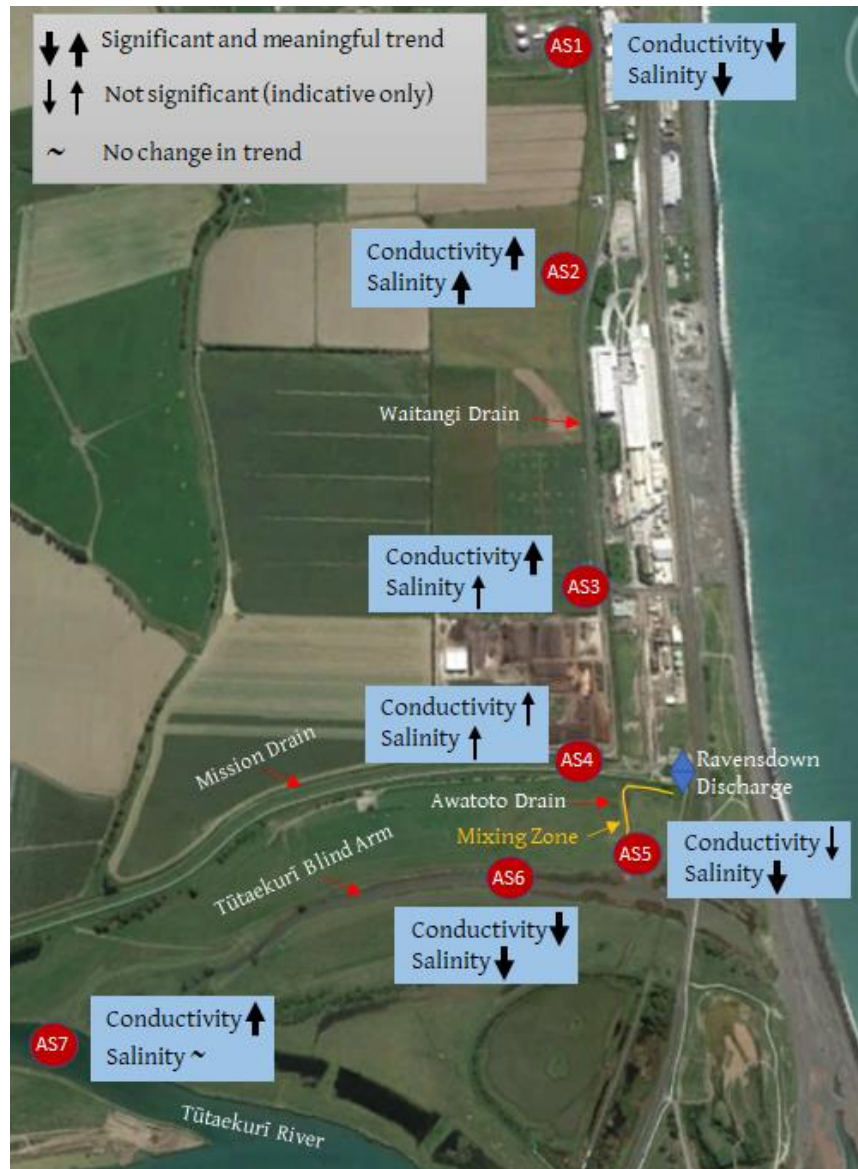 Significant and meaningful trend
Not significant (indicative only)
~ No change in trend
AS1
Conductivity
Salinity
Conductivity
Salinity
AS2
Waitangi Drain
Conductivity
Salinity
AS3
Conductivity
Salinity
AS4
Mission Drain
Ravensdown
Discharge
Awatoto Drain
Mixing Zone
AS5
Conductivity
Salinity
Tūtaekurī Blind Arm
AS6
Conductivity
Salinity
AS7
Conductivity
Salinity ~
Tūtaekurī River